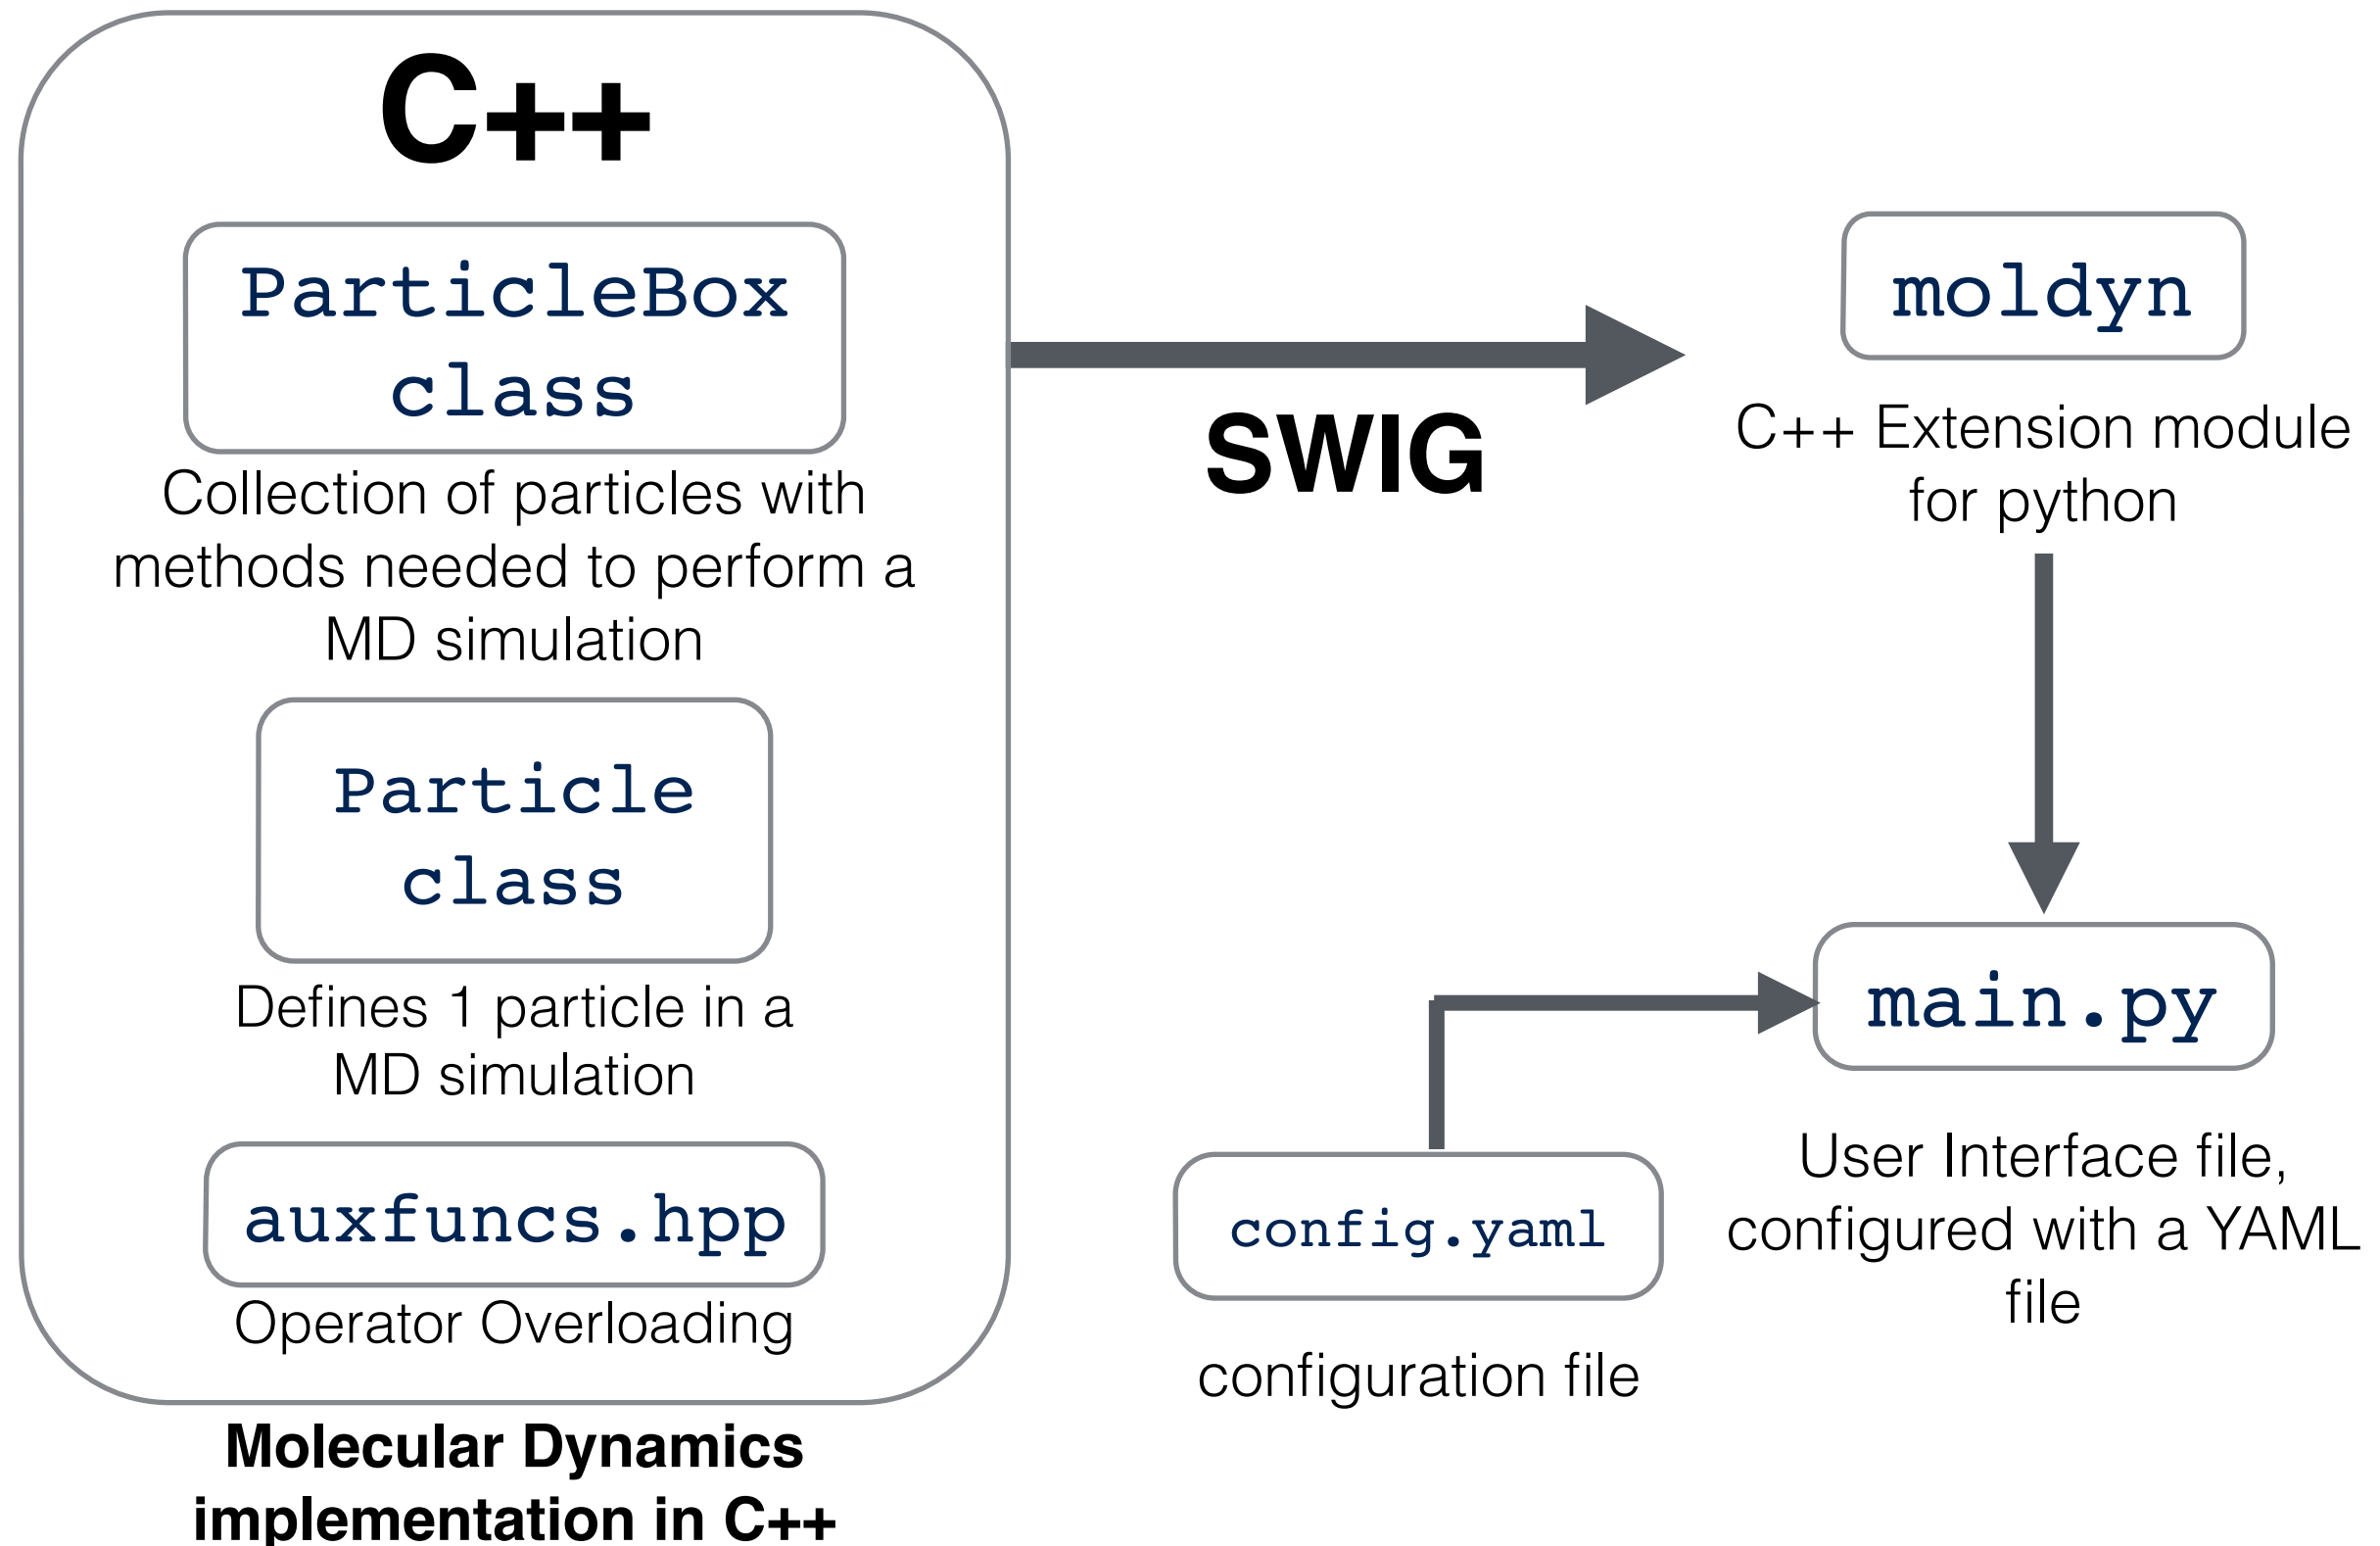 C++
ParticleBox
class
Collection of particles with
methods needed to perform a
MD simulation
Particle
class
Defines 1 particle in a
MD simulation
auxfuncs.hpp
Operator Overloading
Molecular Dynamics
implementation in C++
SWIG
moldyn
C++ Extension module
for python
main.py
User Interface file,
configured with a YAML
file
config.yaml
configuration file